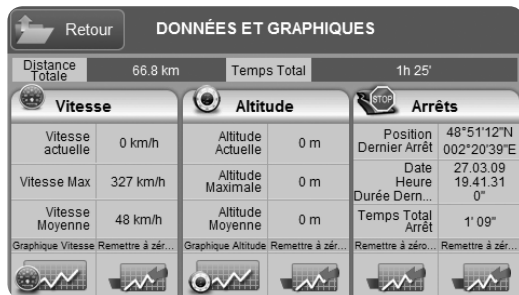 Retour
DONNÉES ET GRAPHIQUES
Distance
Totale
66.8 km
Temps Total
1h 25'
Vitesse
Vitesse
actuelle
0 km/h
Vitesse Max
327 km/h
Vitesse
Moyenne
48 km/h
Graphique Vitesse
Remettre à zér...
Altitude
Altitude
Actuelle
0 m
Altitude
Maximale
0 m
Altitude
Moyenne
0 m
Graphique Altitude
Remettre à zér...
STOP
Arrêts
Position
Dernier Arrêt
48°51'12"N
002°20'39"E
Date
Heure
Durée Dern...
27.03.09
19.41.31
0"
Temps Total
Arrêt
1' 09"
Remettre à zéro...
Remettre à zér...